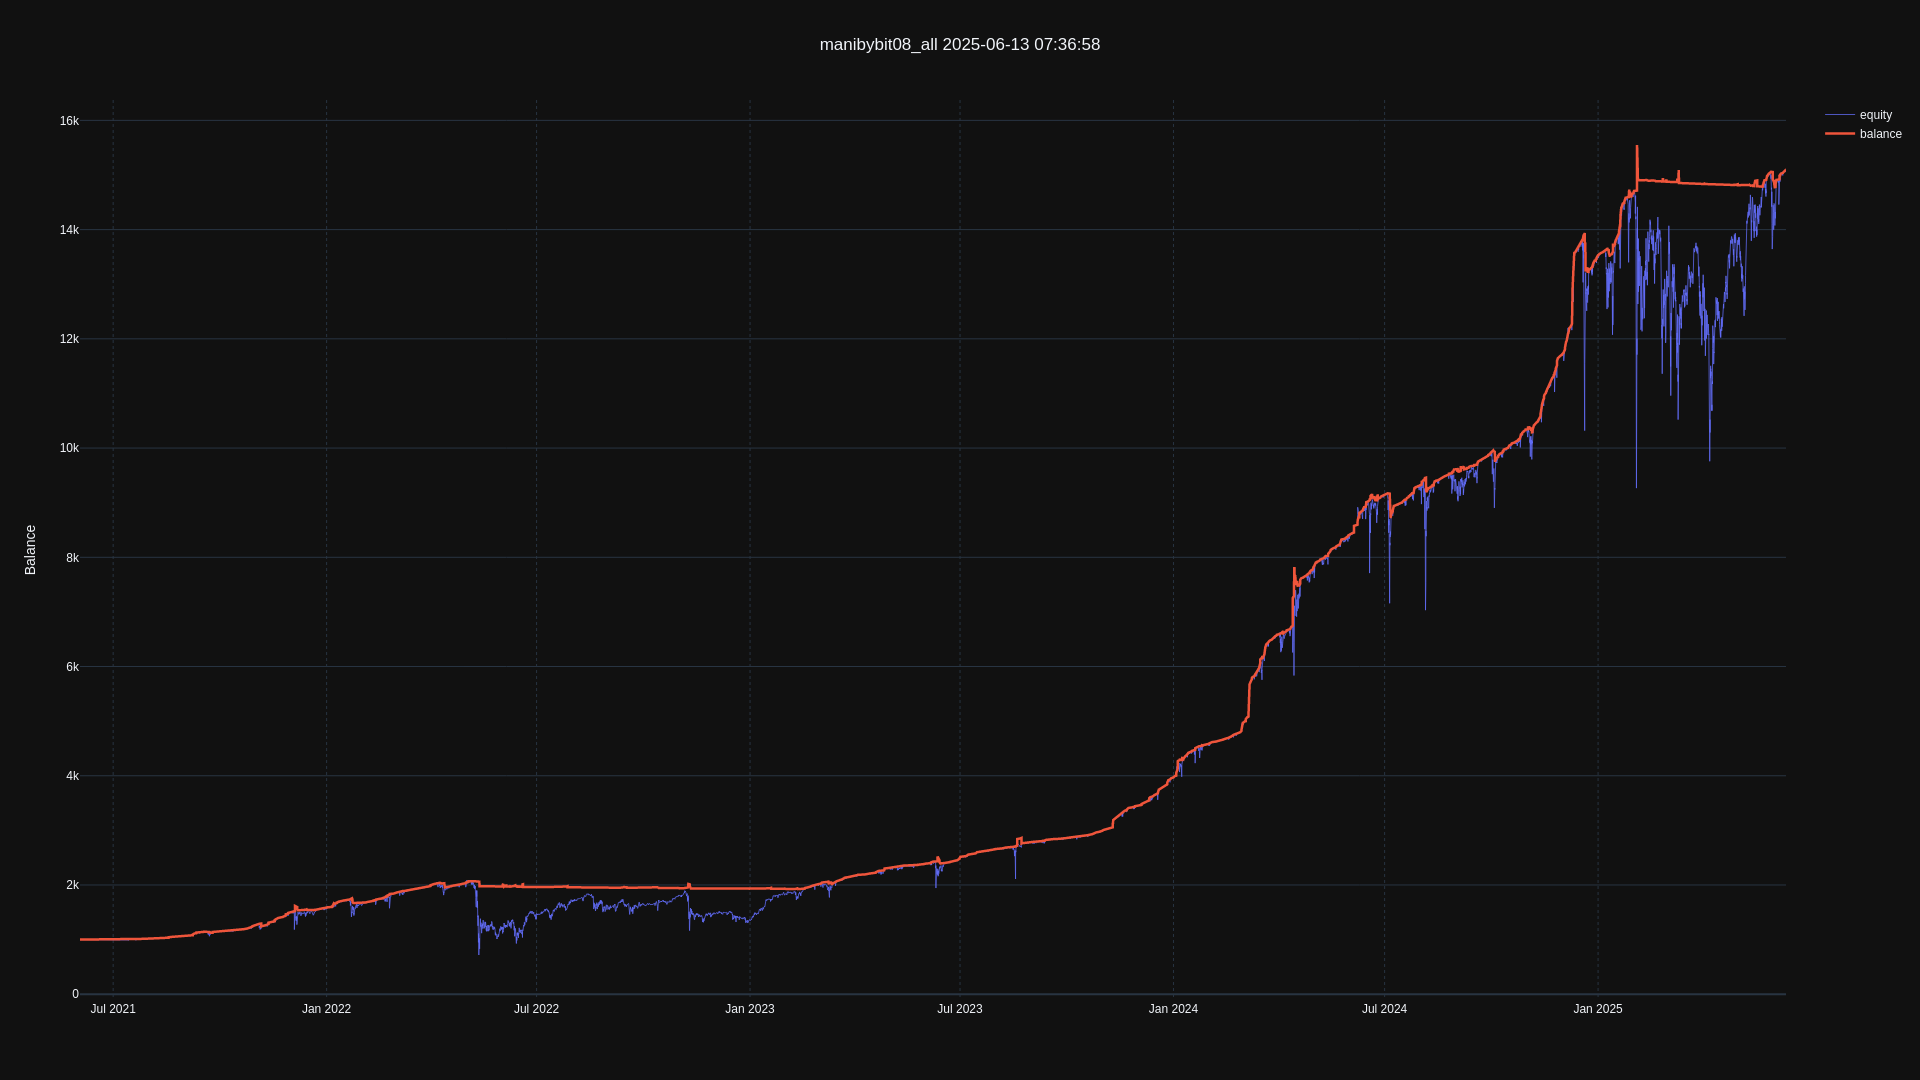 manibybit08_all 2025-06-13 07:36:58
equity
balance
Balance
16k
14k
12k
10k
8k
6k
4k
2k
0
Jul 2021
Jan 2022
Jul 2022
Jan 2023
Jul 2023
Jan 2024
Jul 2024
Jan 2025